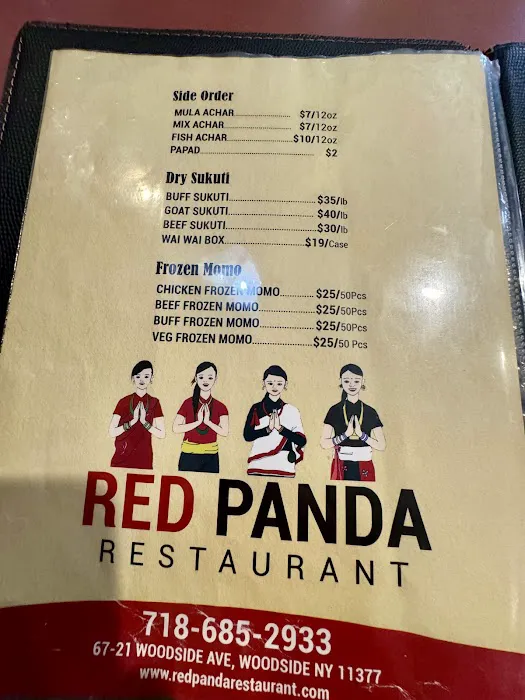 Side Order
MULA ACHAR........................$7/12oz
MIX ACHAR...........................$7/12oz
FISH ACHAR........................$10/12oz
PAPAD......................................$2
Dry Sukuti
BUFF SUKUTI..........................$35/lb
GOAT SUKUTI.........................$40/lb
BEEF SUKUTI..........................$30/lb
WAI WAI BOX........................$19/Case
Frozen Momo
CHICKEN FROZEN MOMO..........$25/50Pcs
BEEF FROZEN MOMO................$25/50Pcs
BUFF FROZEN MOMO................$25/50Pcs
VEG FROZEN MOMO..................$25/50 Pcs
RED PANDA
RESTAURANT
718-685-2933
67-21 WOODSIDE AVE, WOODSIDE NY 11377
www.redpandarestaurant.com